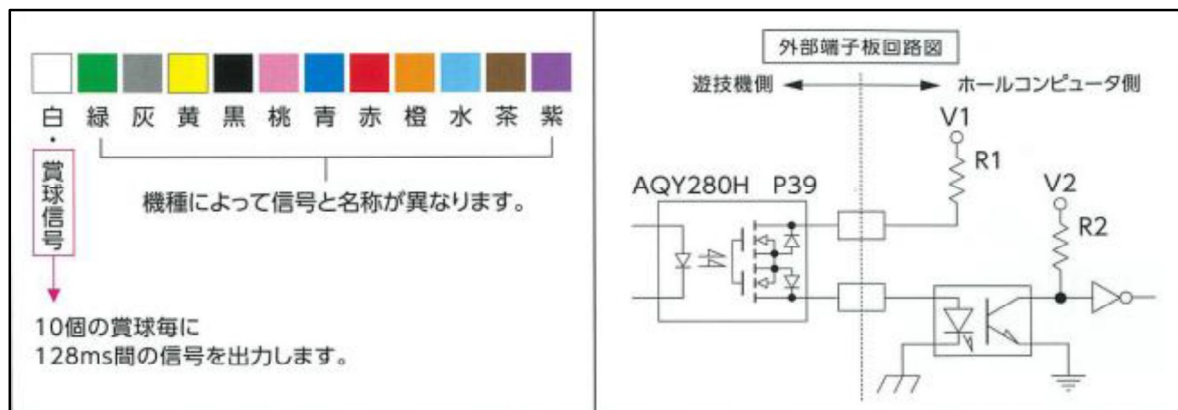 白 緑 灰 黄 黒 桃 青 赤 橙 水 茶 紫
・
賞球信号
機種によって信号と名称が異なります。
10個の賞球毎に
128ms間の信号を出力します。
外部端子板回路図
遊技機側
ホールコンピュータ側
V1
R1
AQY280H P39
V2
R2